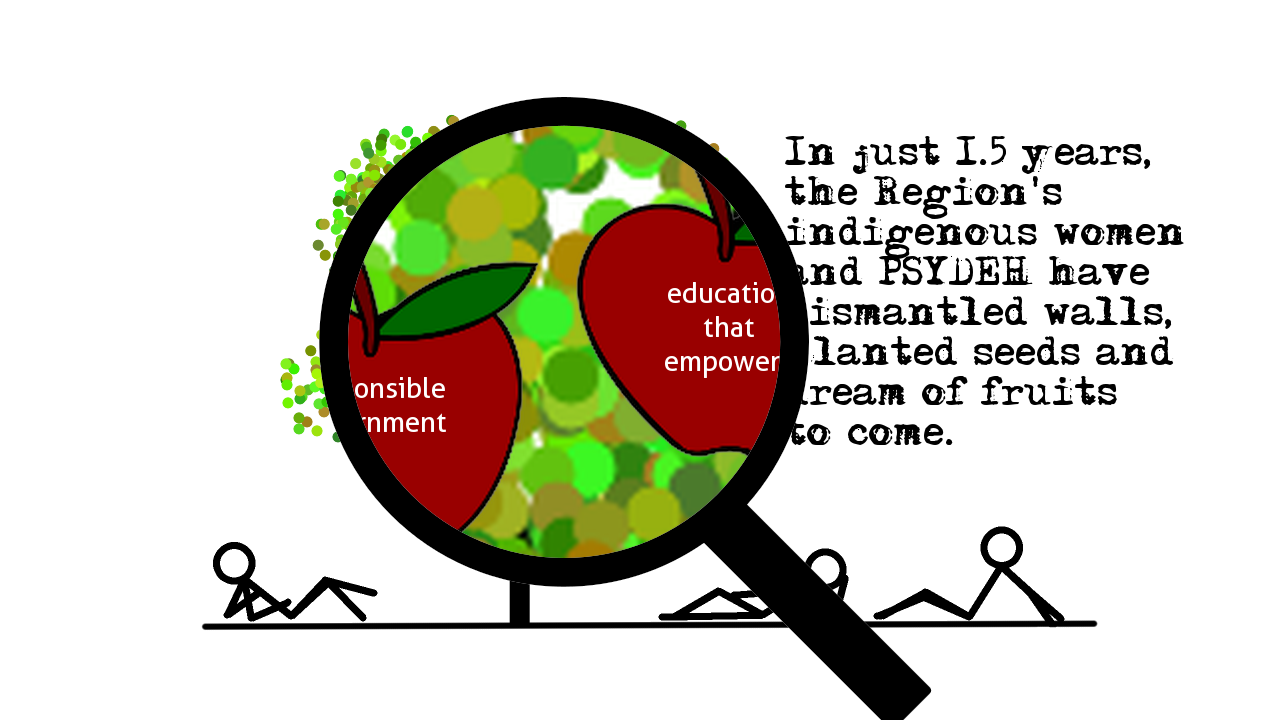 In just 1.5 years,
the Region's
indigenous women
and PSYDEH have
ismantled walls,
lanted seeds and
ream of fruits
to come.
educatio
that
empower
onsible
rnment